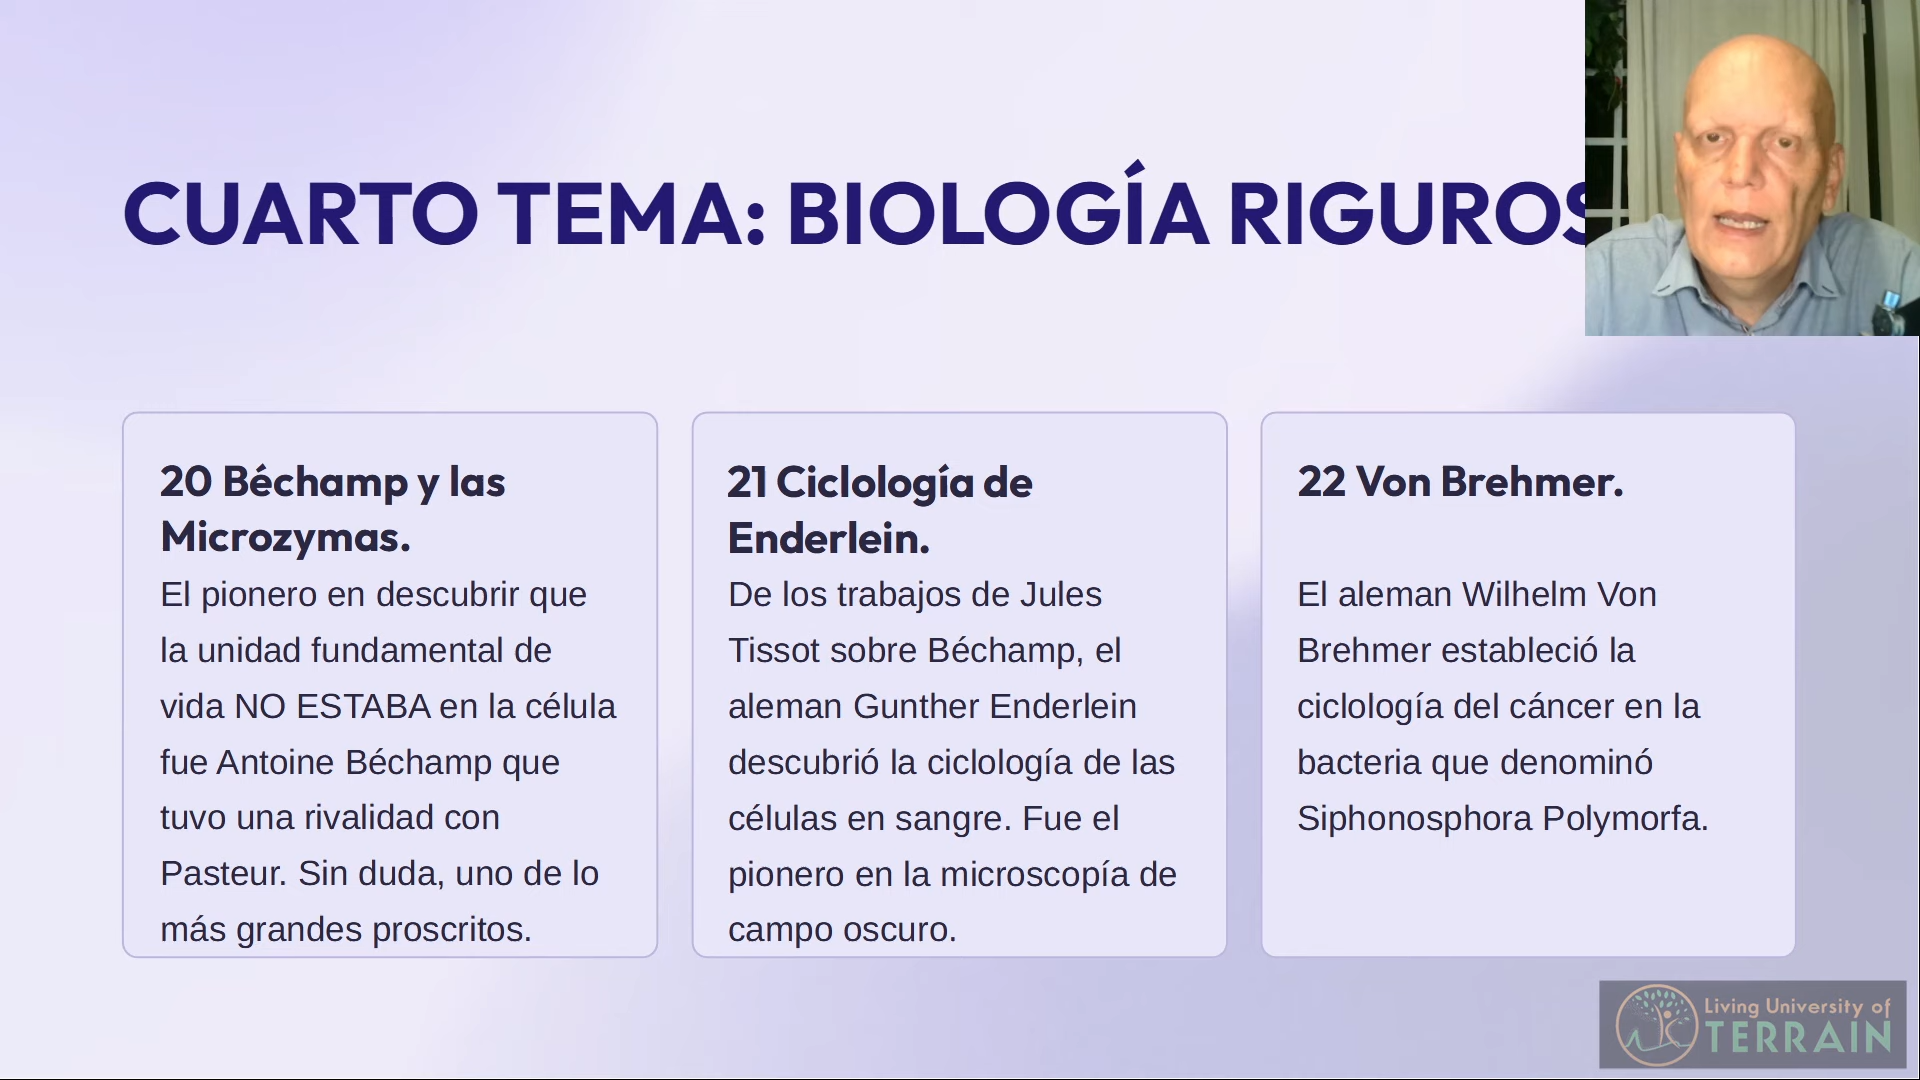 CUARTO TEMA: BIOLOGÍA RIGUROS
20 Béchamp y las
Microzymas.
El pionero en descubrir que
la unidad fundamental de
vida NO ESTABA en la célula
fue Antoine Béchamp que
tuvo una rivalidad con
Pasteur. Sin duda, uno de lo
más grandes proscritos.
21 Ciclología de
Enderlein.
De los trabajos de Jules
Tissot sobre Béchamp, el
aleman Gunther Enderlein
descubrió la ciclología de las
células en sangre. Fue el
pionero en la microscopía de
campo oscuro.
22 Von Brehmer.
El aleman Wilhelm Von
Brehmer estableció la
ciclología del cáncer en la
bacteria que denominó
Siphonosphora Polymorfa.
Living University of
TERRAIN